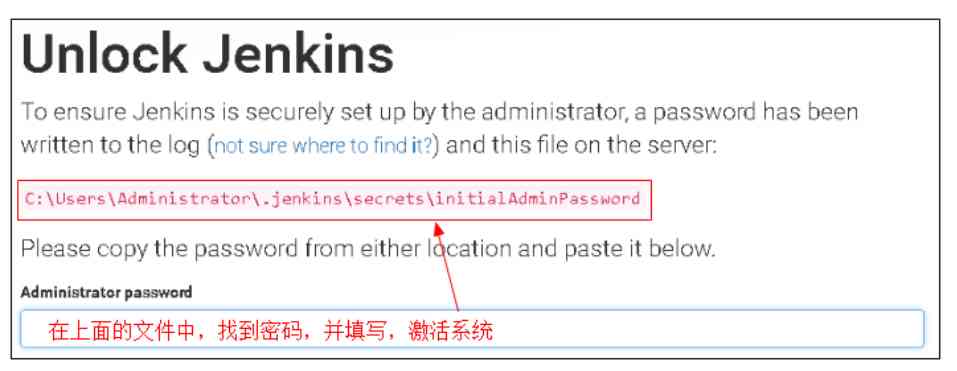 Unlock Jenkins
To ensure Jenkins is securely set up by the administrator, a password has been
written to the log (not sure where to find it?) and this file on the server:
C:\Users\Administrator\.jenkins\secrets\initialAdminPassword
Please copy the password from either location and paste it below.
Administrator password
在上面的文件中，找到密码，并填写，激活系统